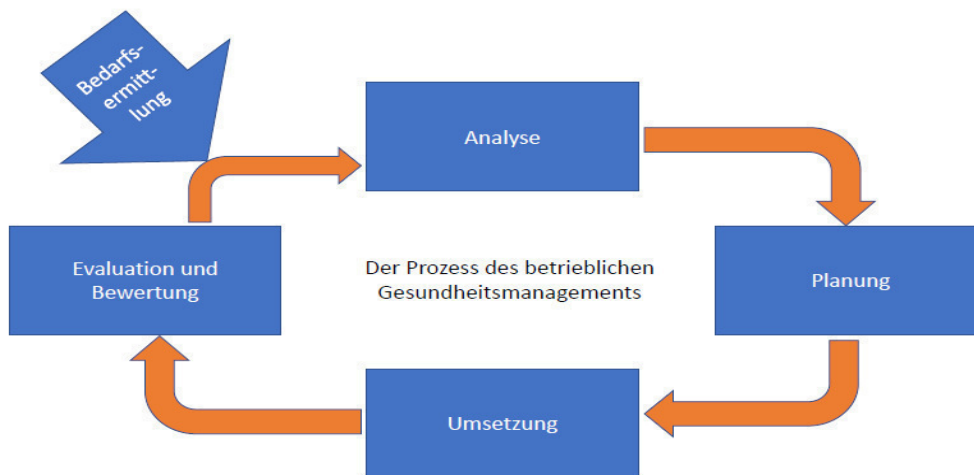 Bedarfs-
ermitt-
lung
Analyse
Evaluation und
Bewertung
Der Prozess des betrieblichen
Gesundheitsmanagements
Planung
Umsetzung